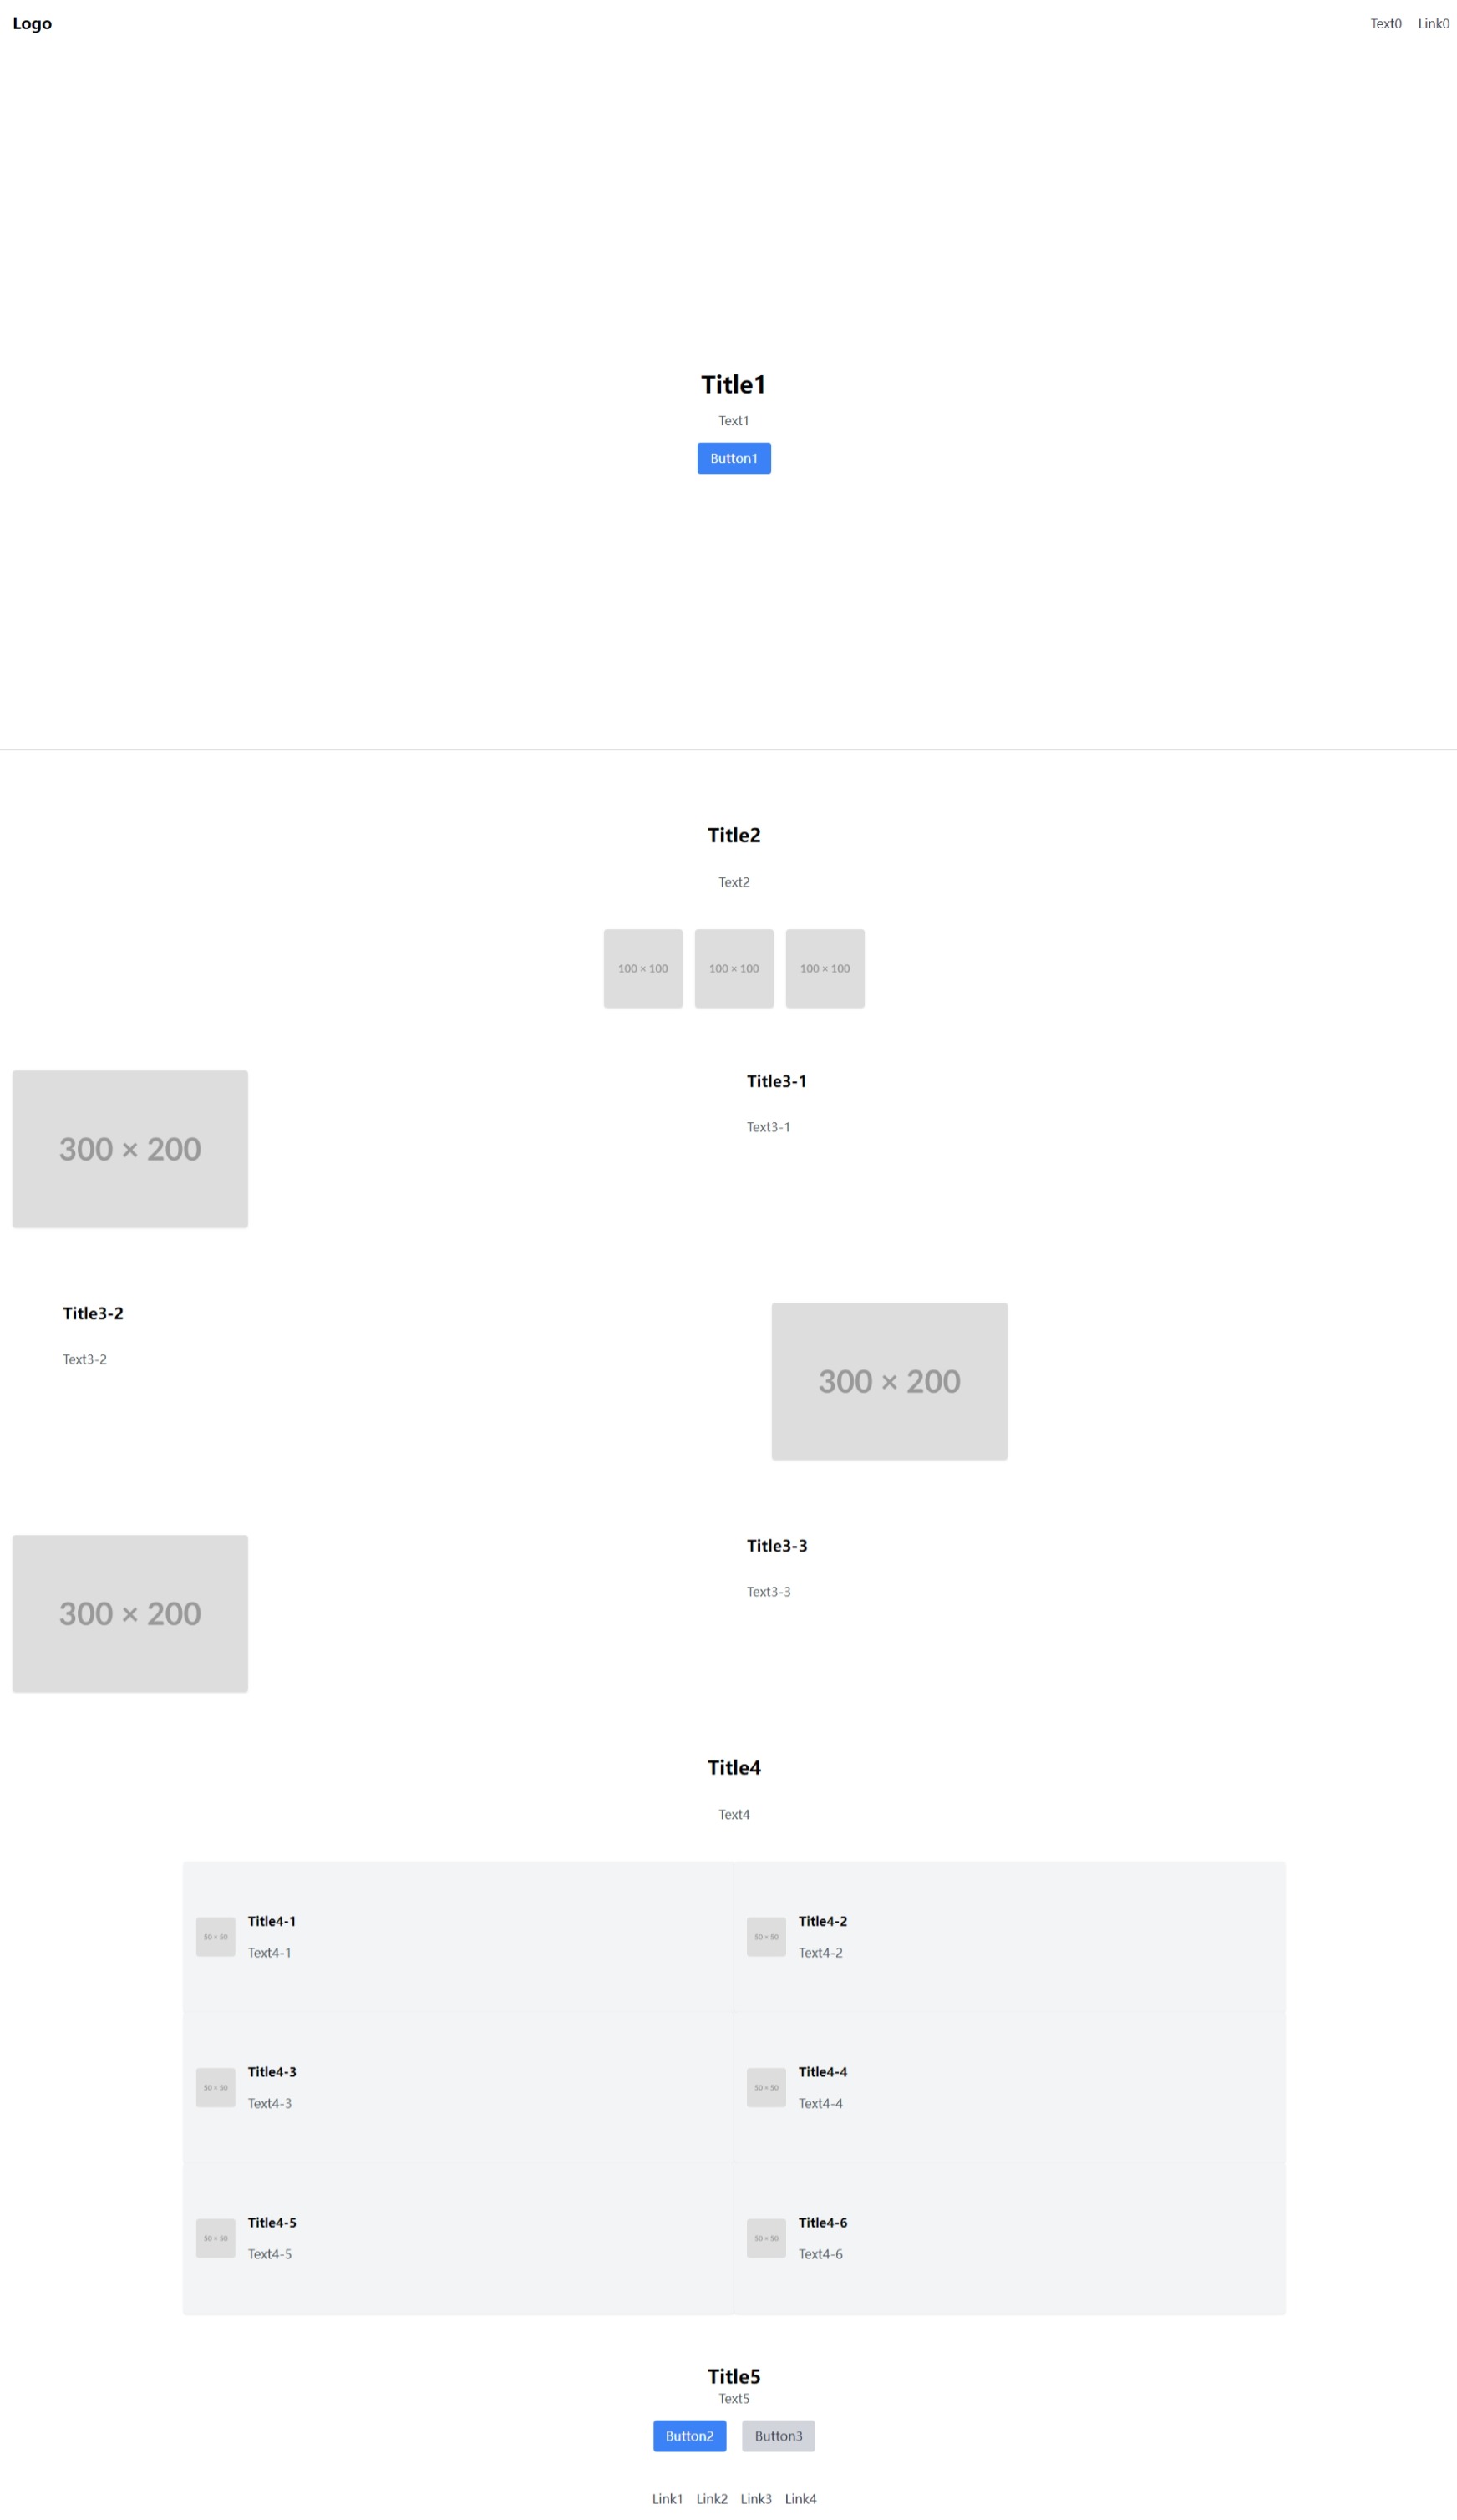 Logo
Text0 Link0
Title1
Text1
Button1
Title2
Text2
100 × 100 100 × 100 100 × 100
300 × 200
Title3-1
Text3-1
Title3-2
Text3-2
300 × 200
300 × 200
Title3-3
Text3-3
Title4
Text4
50 × 50
Title4-1
Text4-1
50 × 50
Title4-2
Text4-2
50 × 50
Title4-3
Text4-3
50 × 50
Title4-4
Text4-4
50 × 50
Title4-5
Text4-5
50 × 50
Title4-6
Text4-6
Title5
Text5
Button2 Button3
Link1 Link2 Link3 Link4